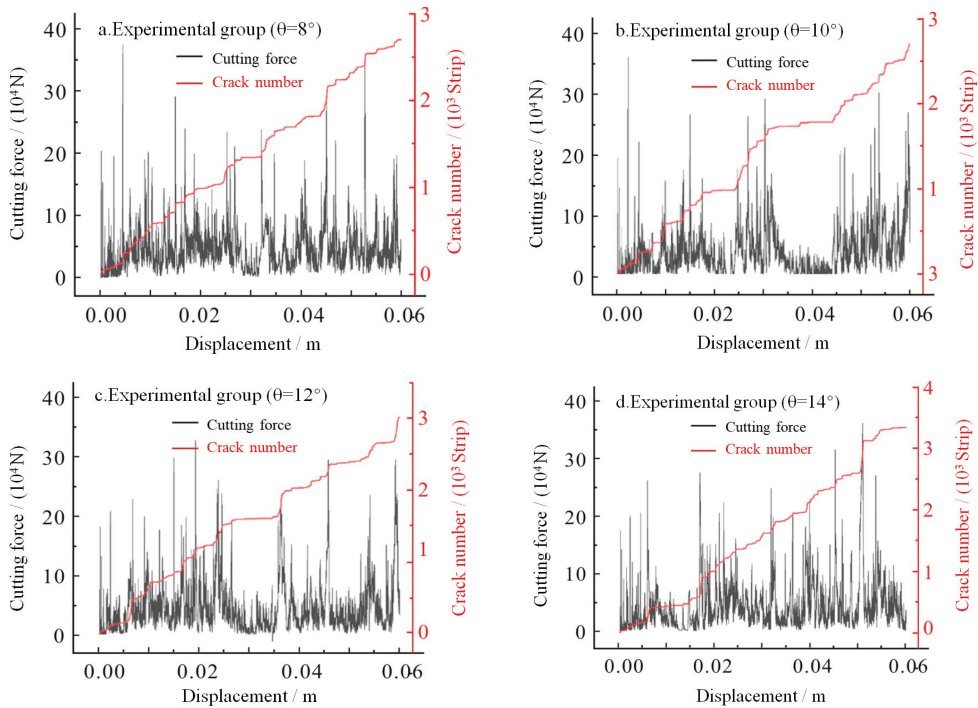 a.Experimental group (θ=8°)
Cutting force
Crack number
40
30
20
10
0
Cutting force / (10⁴N)
3
2
1
0
Crack number / (10³ Strip)
0.00 0.02 0.04 0.06
Displacement / m
b.Experimental group (θ=10°)
Cutting force
Crack number
40
30
20
10
0
Cutting force / (10⁴N)
3
2
1
3
Crack number / (10³ Strip)
0.00 0.02 0.04 0.06
Displacement / m
c.Experimental group (θ=12°)
Cutting force
Crack number
40
30
20
10
0
Cutting force / (10⁴N)
3
2
1
0
Crack number / (10³ Strip)
0.00 0.02 0.04 0.06
Displacement / m
d.Experimental group (θ=14°)
Cutting force
Crack number
40
30
20
10
0
Cutting force / (10⁴N)
4
3
2
1
0
Crack number / (10³ Strip)
0.00 0.02 0.04 0.06
Displacement / m